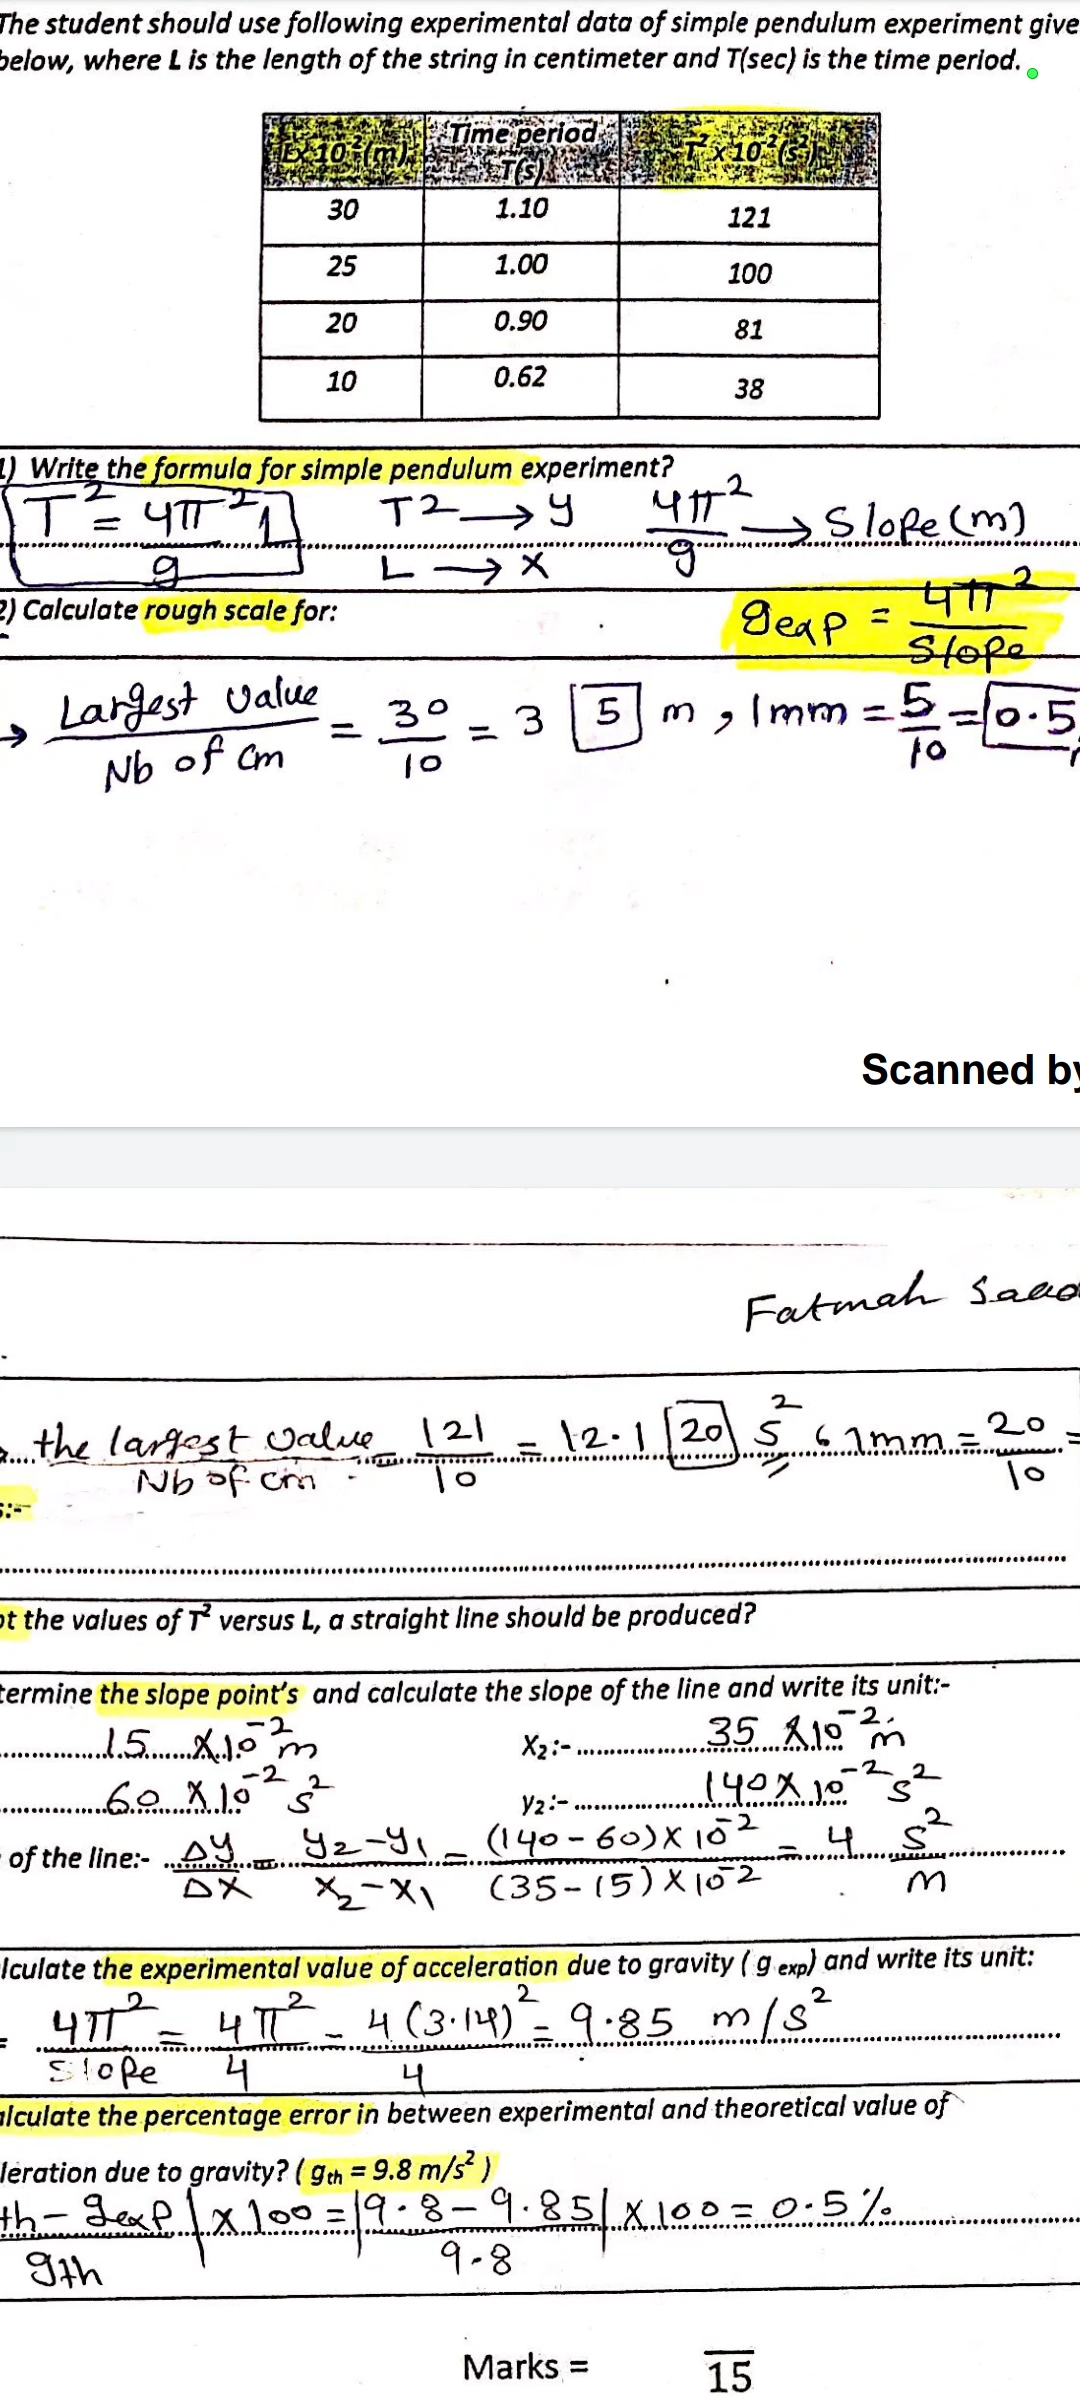 The student should use following experimental data of simple pendulum experiment give
below, where L is the length of the string in centimeter and T(sec) is the time period.
Lx10⁻²(m) Time period T(s) T² x 10⁻²(s²)
30 1.10 121
25 1.00 100
20 0.90 81
10 0.62 38
1) Write the formula for simple pendulum experiment?
T² = 4π²/g L T2 → y 4π²/g → Slope (m)
L → x
2) Calculate rough scale for: gexp = 4π²/Slope
→ Largest value/Nb of cm = 30/10 = 3 5 m , 1mm = 5/10 = 0.5
Scanned by
Fatmah
the largest value/Nb of cm = 121/10 = 12.1 20 s² 6 1mm = 20/10 =
s:-
ot the values of T² versus L, a straight line should be produced?
termine the slope point's and calculate the slope of the line and write its unit:-
15 x10⁻² m X₂:- 35 x10⁻² m
60 x10⁻² s² y₂:- 140 x 10⁻² s²
of the line:- Δy/Δx = y₂-y₁/x₂-x₁ = (140-60)x10⁻²/(35-15)x10⁻² = 4 s²/m
lculate the experimental value of acceleration due to gravity ( g exp) and write its unit:
= 4π²/Slope = 4π²/4 = 4(3.14)²/4 = 9.85 m/s²
alculate the percentage error in between experimental and theoretical value of
leration due to gravity? ( gth = 9.8 m/s² )
th - gexp/gth | x 100 = |9.8 - 9.85/9.8| x 100 = 0.5%
Marks = 15